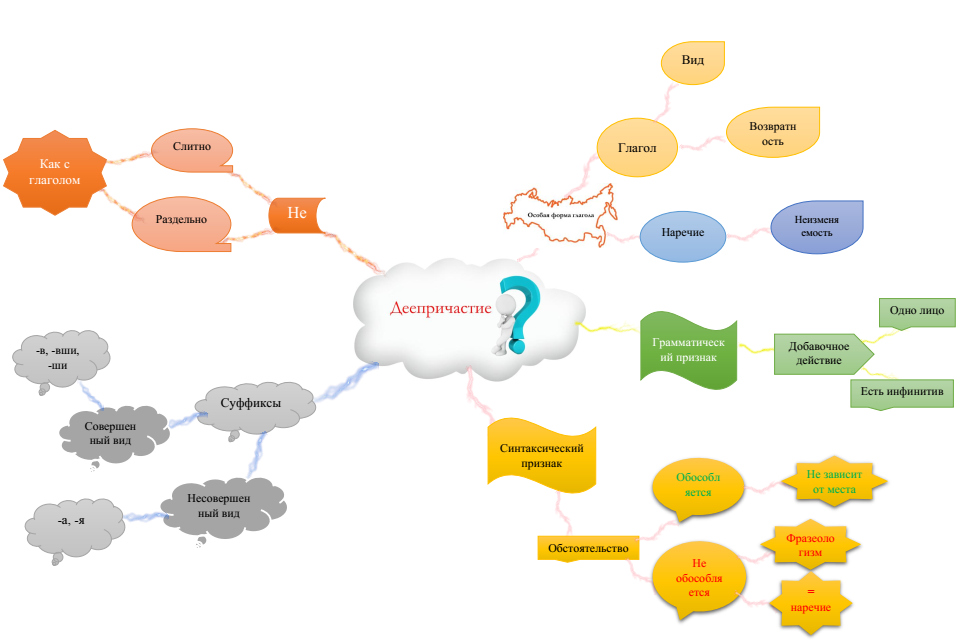 Вид
Возвратн
ость
Глагол
Особая форма глагола
Наречие
Неизменя
емость
Как с
глаголом
Слитно
Раздельно
Не
Деепричастие
Грамматическ
ий признак
Добавочное
действие
Одно лицо
Есть инфинитив
-в, -вши,
-ши
Совершен
ный вид
Суффиксы
Несовершен
ный вид
-а, -я
Синтаксический
признак
Обстоятельство
Обособл
яется
Не зависит
от места
Не
обособля
ется
Фразеоло
гизм
=
наречие